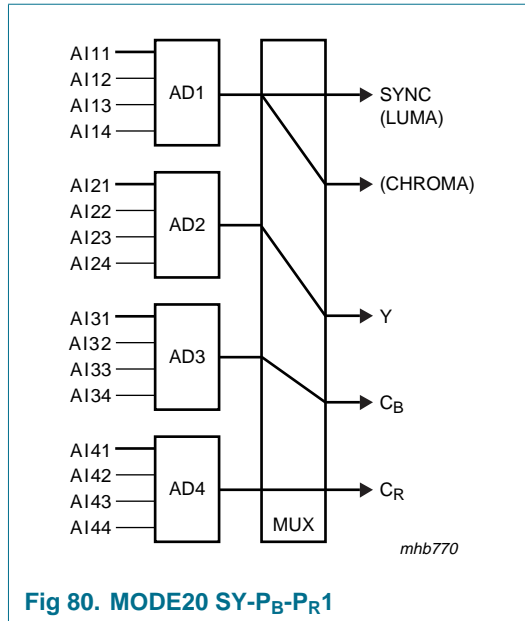 AI11
AI12
AI13
AI14
AD1
SYNC
(LUMA)
(CHROMA)
AI21
AI22
AI23
AI24
AD2
Y
AI31
AI32
AI33
AI34
AD3
CB
AI41
AI42
AI43
AI44
AD4
CR
MUX
mhb770
Fig 80. MODE20 SY-PB-PR1